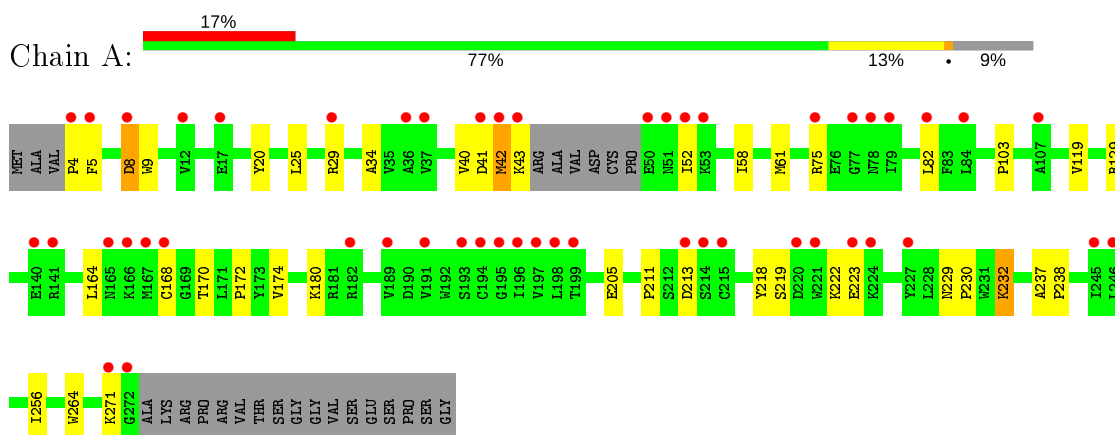 17%
Chain A:
77% 13% • 9%
MET ALA VAL P4 F5 D8 W9 V12 E17 Y20 L25 R29 A34 V35 A36 V37 V40 D41 M42 K43 ARG ALA VAL ASP CYS PRO E50 N51 I52 K53 I58 M61 R75 E76 G77 N78 I79 L82 F83 L84 P103 A107 V119 R129
E140 R141 L164 N165 K166 M167 C168 G169 T170 L171 P172 Y173 V174 K180 R181 R182 V189 D190 V191 W192 S193 C194 G195 I196 V197 L198 T199 E205 P211 S212 D213 S214 C215 Y218 S219 D220 W221 K222 E223 K224 Y227 L228 N229 P230 W231 K232 A237 P238 I245 L246
I256 W264 K271 G272 ALA LYS ARG PRO ARG VAL THR SER GLY GLY VAL SER GLU SER PRO SER GLY